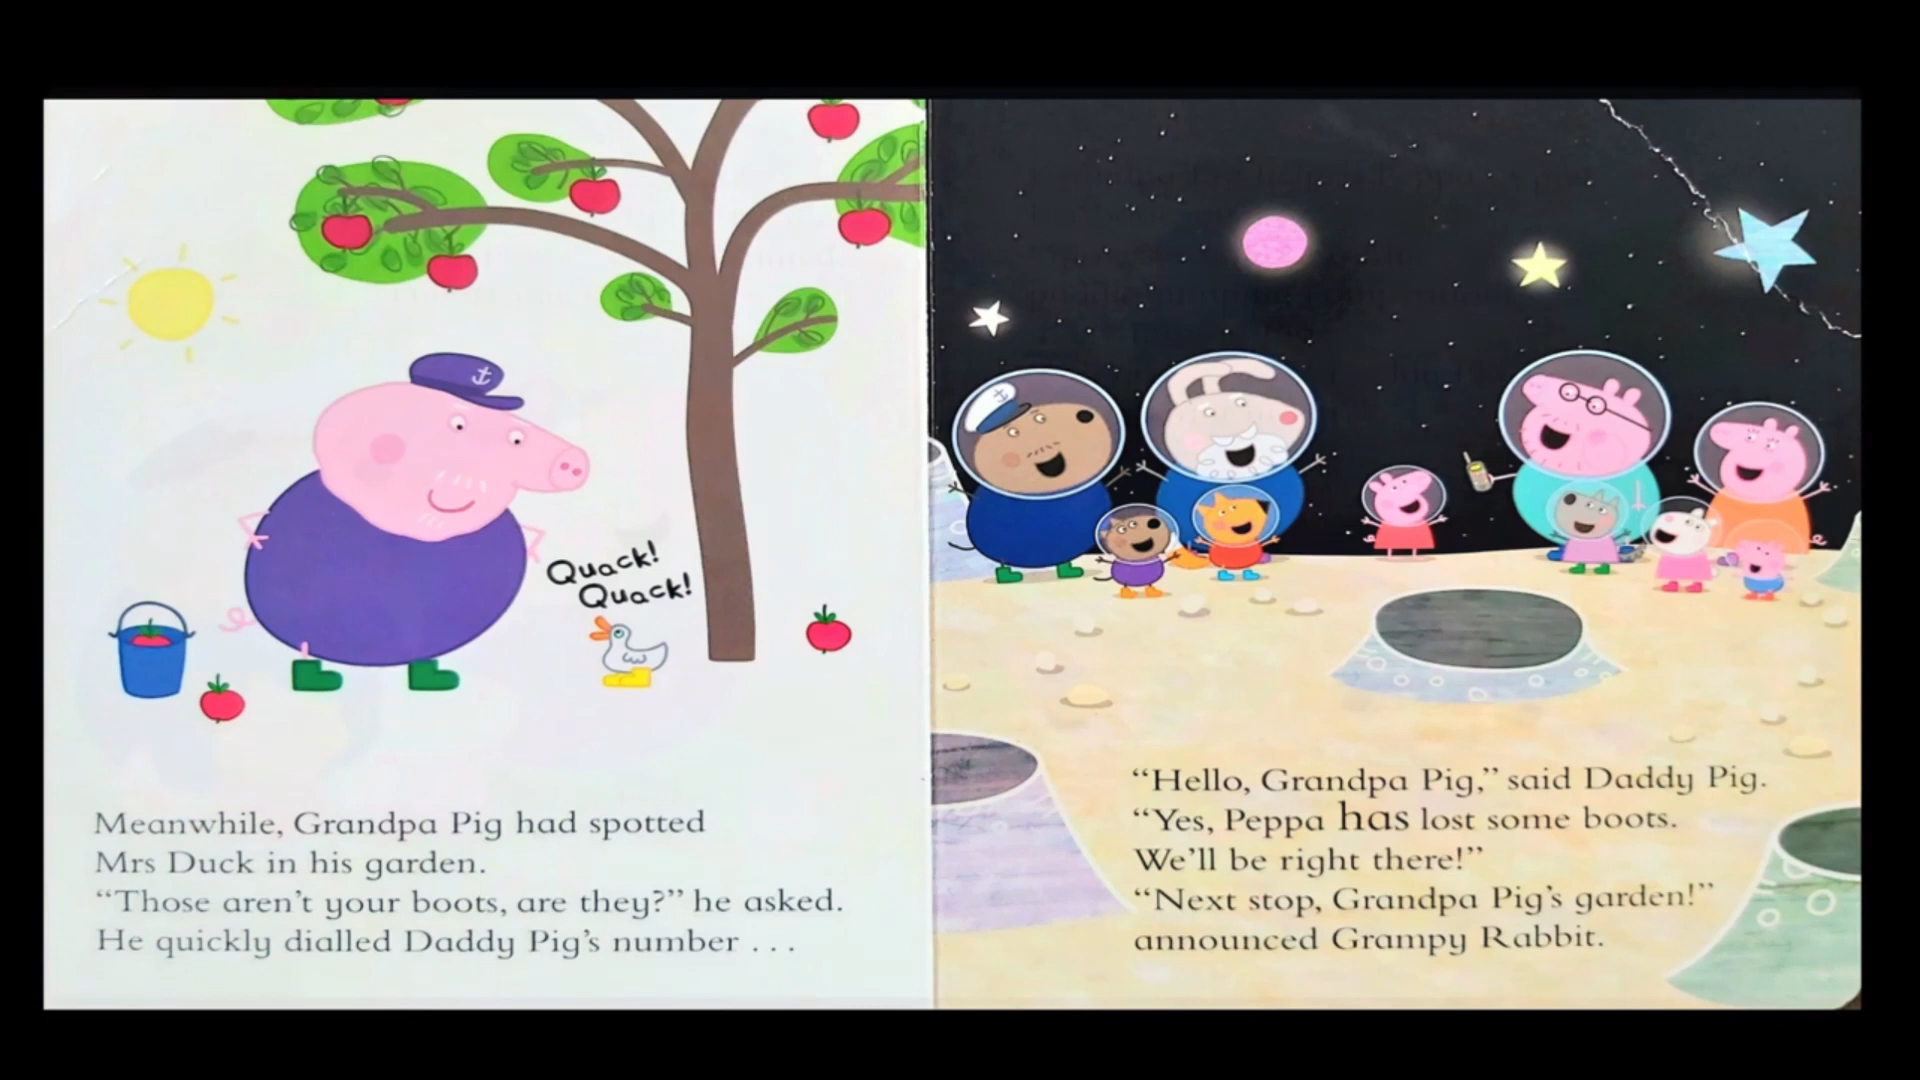 Quack!
Quack!
Meanwhile, Grandpa Pig had spotted
Mrs Duck in his garden.
“Those aren’t your boots, are they?” he asked.
He quickly dialled Daddy Pig’s number . . .
“Hello, Grandpa Pig,” said Daddy Pig.
“Yes, Peppa has lost some boots.
We’ll be right there!”
“Next stop, Grandpa Pig’s garden!”
announced Grampy Rabbit.